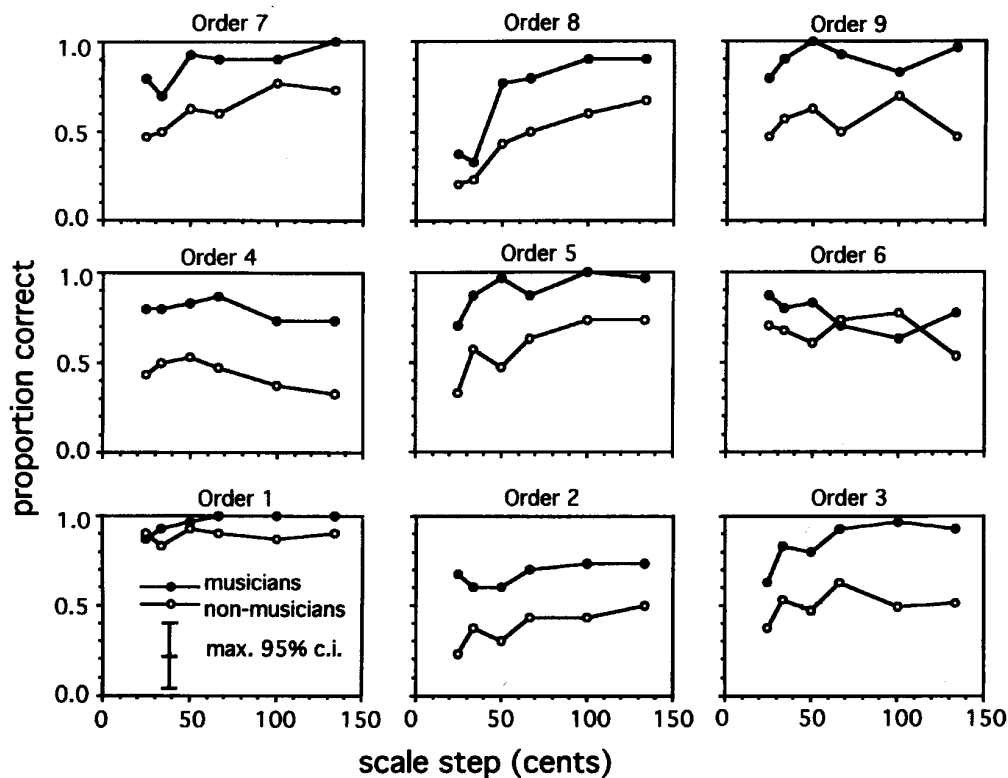 Order 7
Order 8
Order 9
1.0
0.5
0.0
Order 4
Order 5
Order 6
1.0
0.5
0.0
proportion correct
Order 1
Order 2
Order 3
1.0
0.5
0.0
musicians
non-musicians
max. 95% c.i.
0 50 100 150
0 50 100 150
0 50 100 150
scale step (cents)